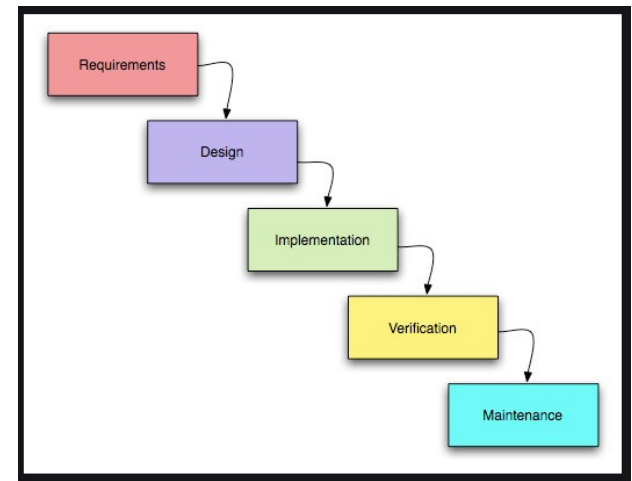 Requirements
Design
Implementation
Verification
Maintenance